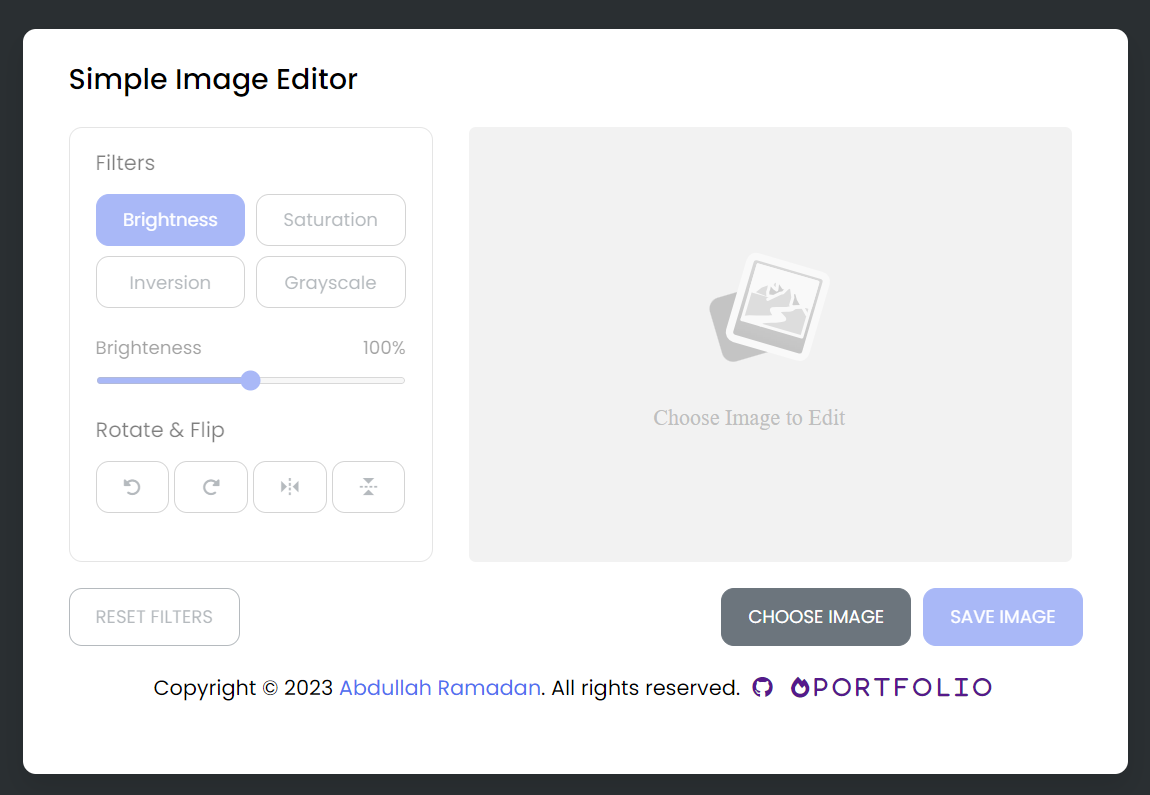 Simple Image Editor
Filters
Brightness
Saturation
Inversion
Grayscale
Brighteness 100%
Rotate & Flip
Choose Image to Edit
RESET FILTERS
CHOOSE IMAGE
SAVE IMAGE
Copyright © 2023 Abdullah Ramadan. All rights reserved. PORTFOLIO